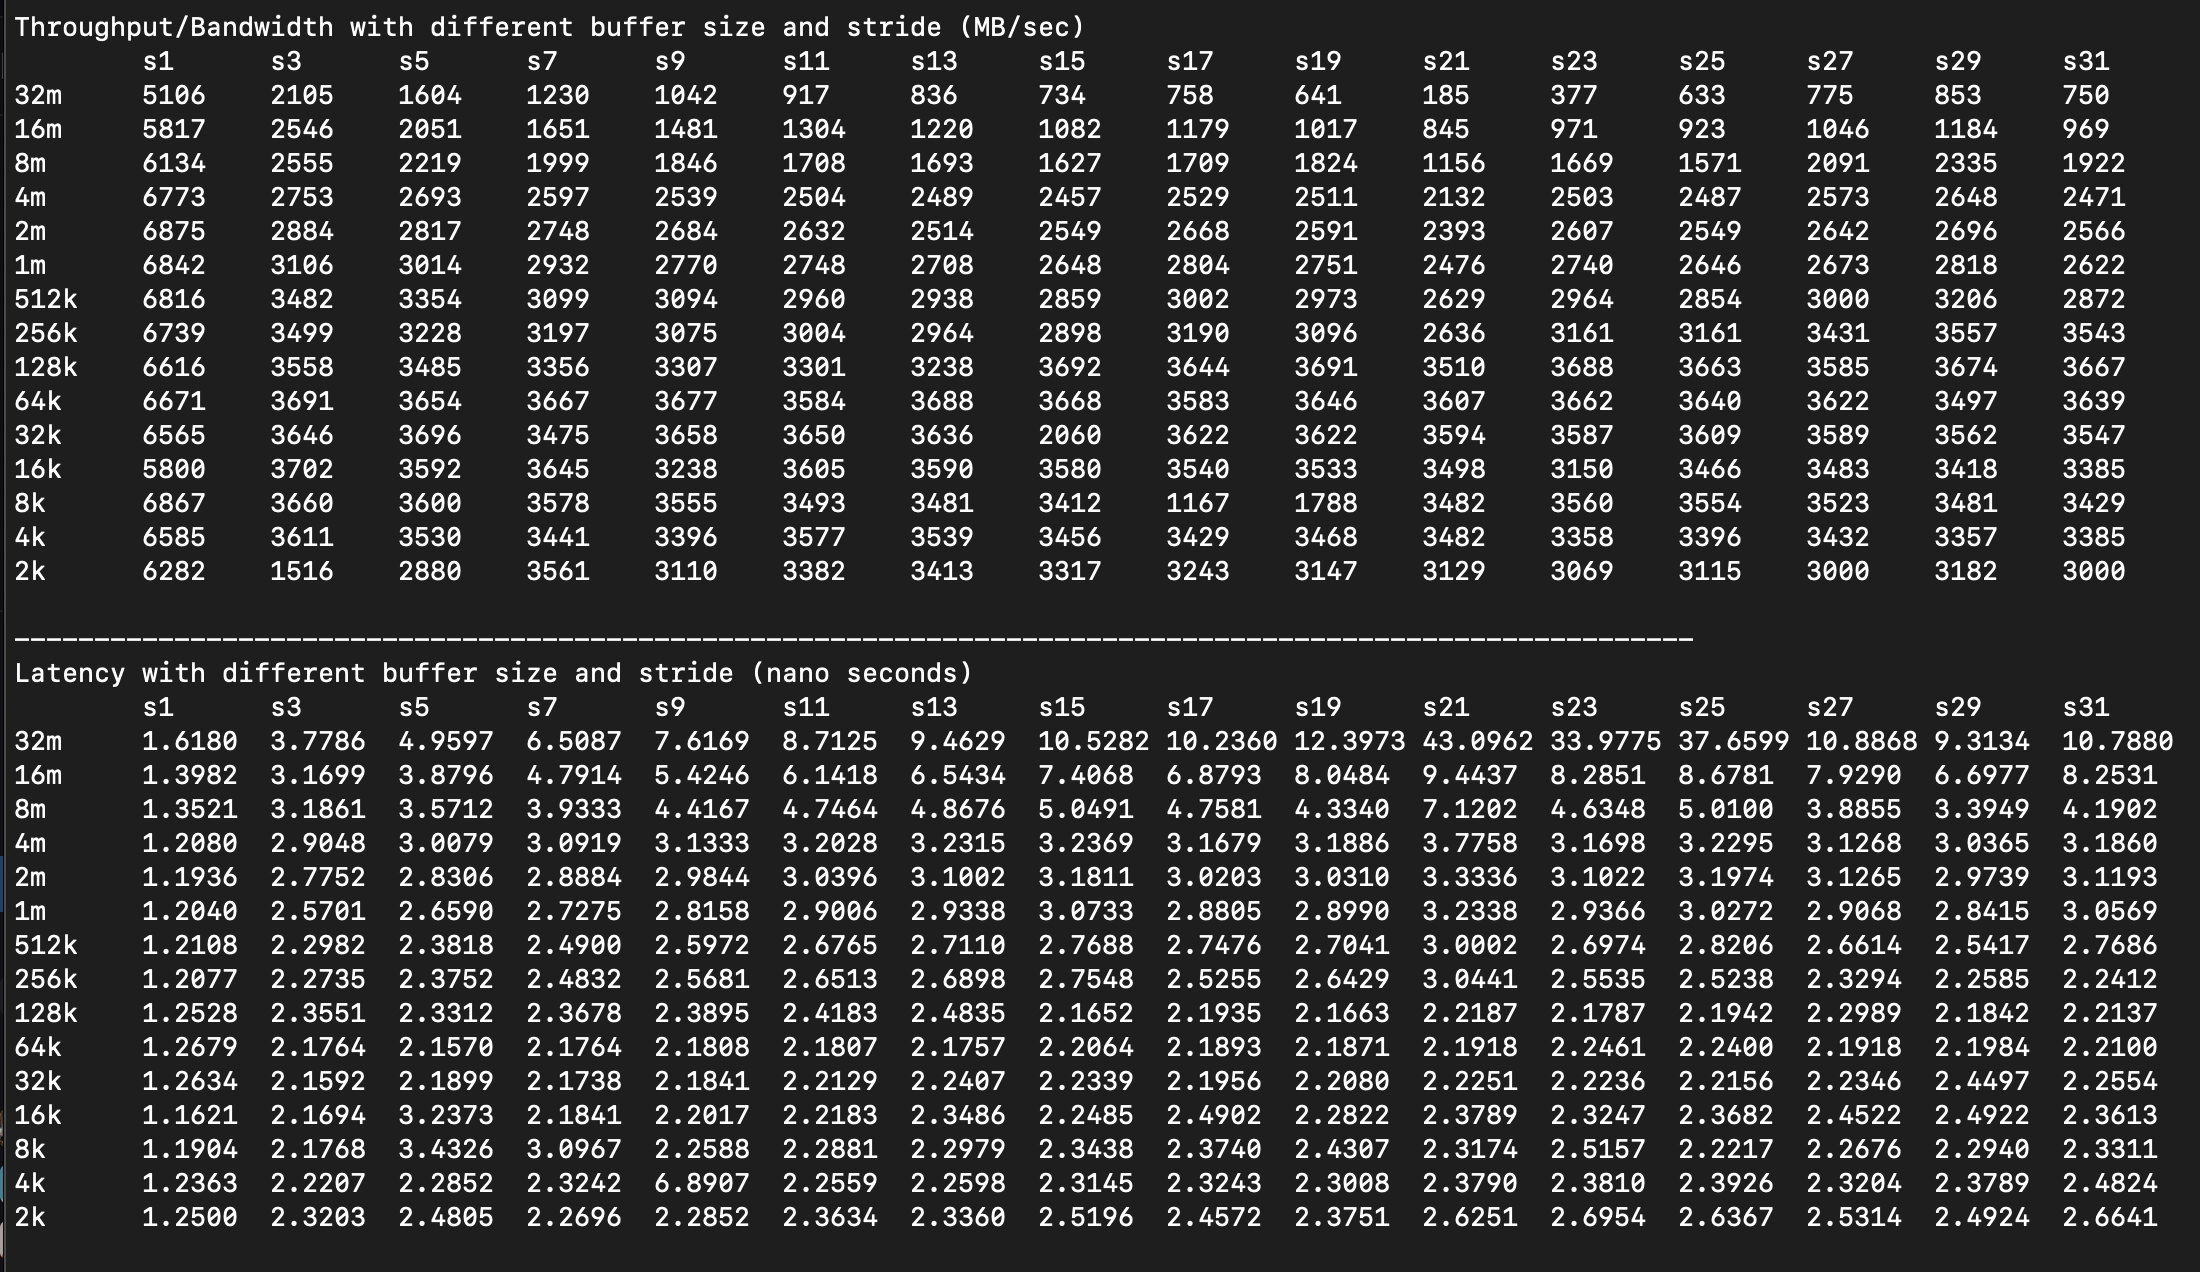 Throughput/Bandwidth with different buffer size and stride (MB/sec)
s1 s3 s5 s7 s9 s11 s13 s15 s17 s19 s21 s23 s25 s27 s29 s31
32m 5106 2105 1604 1230 1042 917 836 734 758 641 185 377 633 775 853 750
16m 5817 2546 2051 1651 1481 1304 1220 1082 1179 1017 845 971 923 1046 1184 969
8m 6134 2555 2219 1999 1846 1708 1693 1627 1709 1824 1156 1669 1571 2091 2335 1922
4m 6773 2753 2693 2597 2539 2504 2489 2457 2529 2511 2132 2503 2487 2573 2648 2471
2m 6875 2884 2817 2748 2684 2632 2514 2549 2668 2591 2393 2607 2549 2642 2696 2566
1m 6842 3106 3014 2932 2770 2748 2708 2648 2804 2751 2476 2740 2646 2673 2818 2622
512k 6816 3482 3354 3099 3094 2960 2938 2859 3002 2973 2629 2964 2854 3000 3206 2872
256k 6739 3499 3228 3197 3075 3004 2964 2898 3190 3096 2636 3161 3161 3431 3557 3543
128k 6616 3558 3485 3356 3307 3301 3238 3692 3644 3691 3510 3688 3663 3585 3674 3667
64k 6671 3691 3654 3667 3677 3584 3688 3668 3583 3646 3607 3662 3640 3622 3497 3639
32k 6565 3646 3696 3475 3658 3650 3636 2060 3622 3622 3594 3587 3609 3589 3562 3547
16k 5800 3702 3592 3645 3238 3605 3590 3580 3540 3533 3498 3150 3466 3483 3418 3385
8k 6867 3660 3600 3578 3555 3493 3481 3412 1167 1788 3482 3560 3554 3523 3481 3429
4k 6585 3611 3530 3441 3396 3577 3539 3456 3429 3468 3482 3358 3396 3432 3357 3385
2k 6282 1516 2880 3561 3110 3382 3413 3317 3243 3147 3129 3069 3115 3000 3182 3000
---------------------------------------------------------------------------------------------------------
Latency with different buffer size and stride (nano seconds)
s1 s3 s5 s7 s9 s11 s13 s15 s17 s19 s21 s23 s25 s27 s29 s31
32m 1.6180 3.7786 4.9597 6.5087 7.6169 8.7125 9.4629 10.5282 10.2360 12.3973 43.0962 33.9775 37.6599 10.8868 9.3134 10.7880
16m 1.3982 3.1699 3.8796 4.7914 5.4246 6.1418 6.5434 7.4068 6.8793 8.0484 9.4437 8.2851 8.6781 7.9290 6.6977 8.2531
8m 1.3521 3.1861 3.5712 3.9333 4.4167 4.7464 4.8676 5.0491 4.7581 4.3340 7.1202 4.6348 5.0100 3.8855 3.3949 4.1902
4m 1.2080 2.9048 3.0079 3.0919 3.1333 3.2028 3.2315 3.2369 3.1679 3.1886 3.7758 3.1698 3.2295 3.1268 3.0365 3.1860
2m 1.1936 2.7752 2.8306 2.8884 2.9844 3.0396 3.1002 3.1811 3.0203 3.0310 3.3336 3.1022 3.1974 3.1265 2.9739 3.1193
1m 1.2040 2.5701 2.6590 2.7275 2.8158 2.9006 2.9338 3.0733 2.8805 2.8990 3.2338 2.9366 3.0272 2.9068 2.8415 3.0569
512k 1.2108 2.2982 2.3818 2.4900 2.5972 2.6765 2.7110 2.7688 2.7476 2.7041 3.0002 2.6974 2.8206 2.6614 2.5417 2.7686
256k 1.2077 2.2735 2.3752 2.4832 2.5681 2.6513 2.6898 2.7548 2.5255 2.6429 3.0441 2.5535 2.5238 2.3294 2.2585 2.2412
128k 1.2528 2.3551 2.3312 2.3678 2.3895 2.4183 2.4835 2.1652 2.1935 2.1663 2.2187 2.1787 2.1942 2.2989 2.1842 2.2137
64k 1.2679 2.1764 2.1570 2.1764 2.1808 2.1807 2.1757 2.2064 2.1893 2.1871 2.1918 2.2461 2.2400 2.1918 2.1984 2.2100
32k 1.2634 2.1592 2.1899 2.1738 2.1841 2.2129 2.2407 2.2339 2.1956 2.2080 2.2251 2.2236 2.2156 2.2346 2.4497 2.2554
16k 1.1621 2.1694 3.2373 2.1841 2.2017 2.2183 2.3486 2.2485 2.4902 2.2822 2.3789 2.3247 2.3682 2.4522 2.4922 2.3613
8k 1.1904 2.1768 3.4326 3.0967 2.2588 2.2881 2.2979 2.3438 2.3740 2.4307 2.3174 2.5157 2.2217 2.2676 2.2940 2.3311
4k 1.2363 2.2207 2.2852 2.3242 6.8907 2.2559 2.2598 2.3145 2.3243 2.3008 2.3790 2.3810 2.3926 2.3204 2.3789 2.4824
2k 1.2500 2.3203 2.4805 2.2696 2.2852 2.3634 2.3360 2.5196 2.4572 2.3751 2.6251 2.6954 2.6367 2.5314 2.4924 2.6641